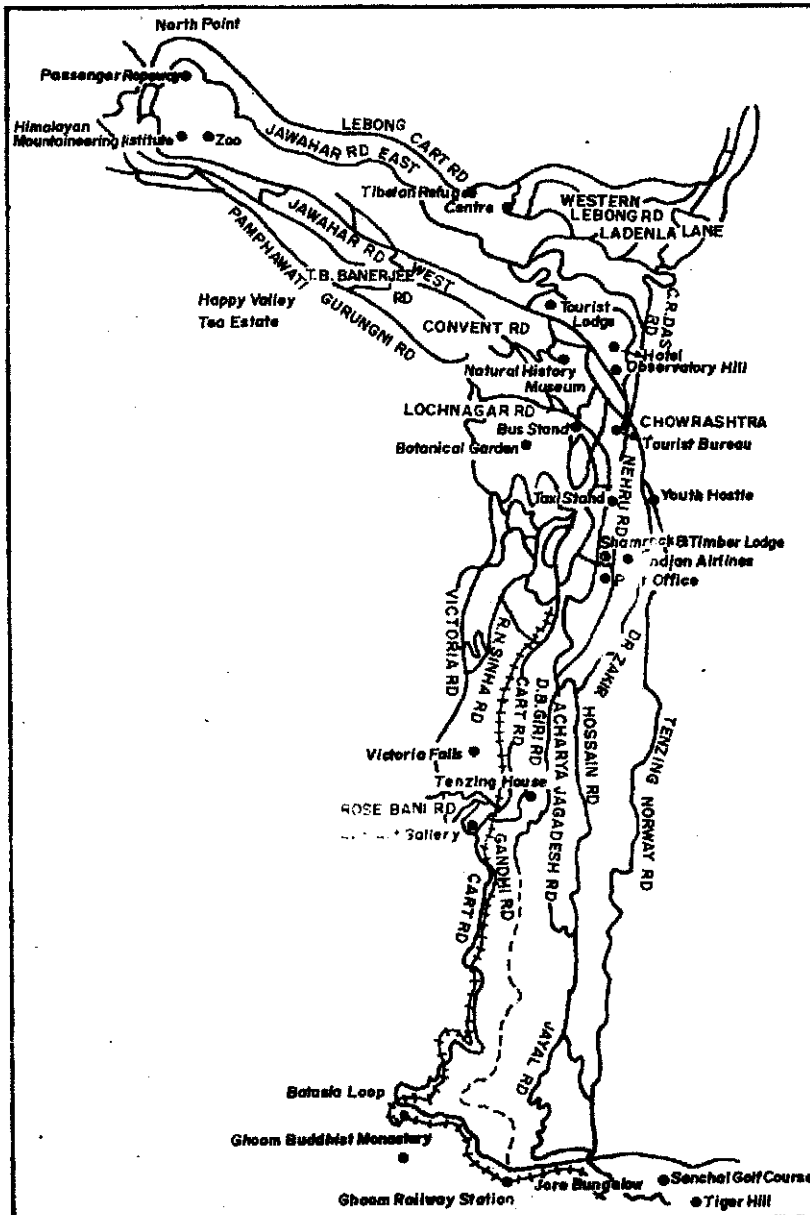 North Point
Passenger Ropeway
Himalayan
Mountaineering Iistitute
Zoo
LEBONG CART RD
JAWAHAR RD EAST
Tibetan Refugee
Centre
WESTERN
LEBONG RD
LADENLA LANE
JAWAHAR RD WEST
PAMPHAWATI GURUNGNI RD
T.B. BANERJEE
RD
Happy Valley
Tea Estate
CONVENT RD
Tourist
Lodge
C.R.DAS
RD
Hotel
Observatory Hill
Natural History
Museum
LOCHNAGAR RD
Bus Stand
CHOWRASHTRA
Tourist Bureau
Botanical Garden
NEHRU RD
Taxi Stand
Youth Hostle
Timber Lodge
Indian Airlines
Office
VICTORIA RD
R.N.SINHA RD
CART RD
D.B.GIRI RD
ACHARYA JAGADESH RD
DR. ZAKIR
HOSSAIN RD
TENZING NORWAY RD
Victoria Falls
Tenzing House
ROSE BANI RD
Gallery
GANDHI RD
CART RD
JAYAL RD
Batasia Loop
Ghoom Buddhist Monastery
Ghoom Railway Station
Jore Bungalow
Senchal Golf Course
Tiger Hill